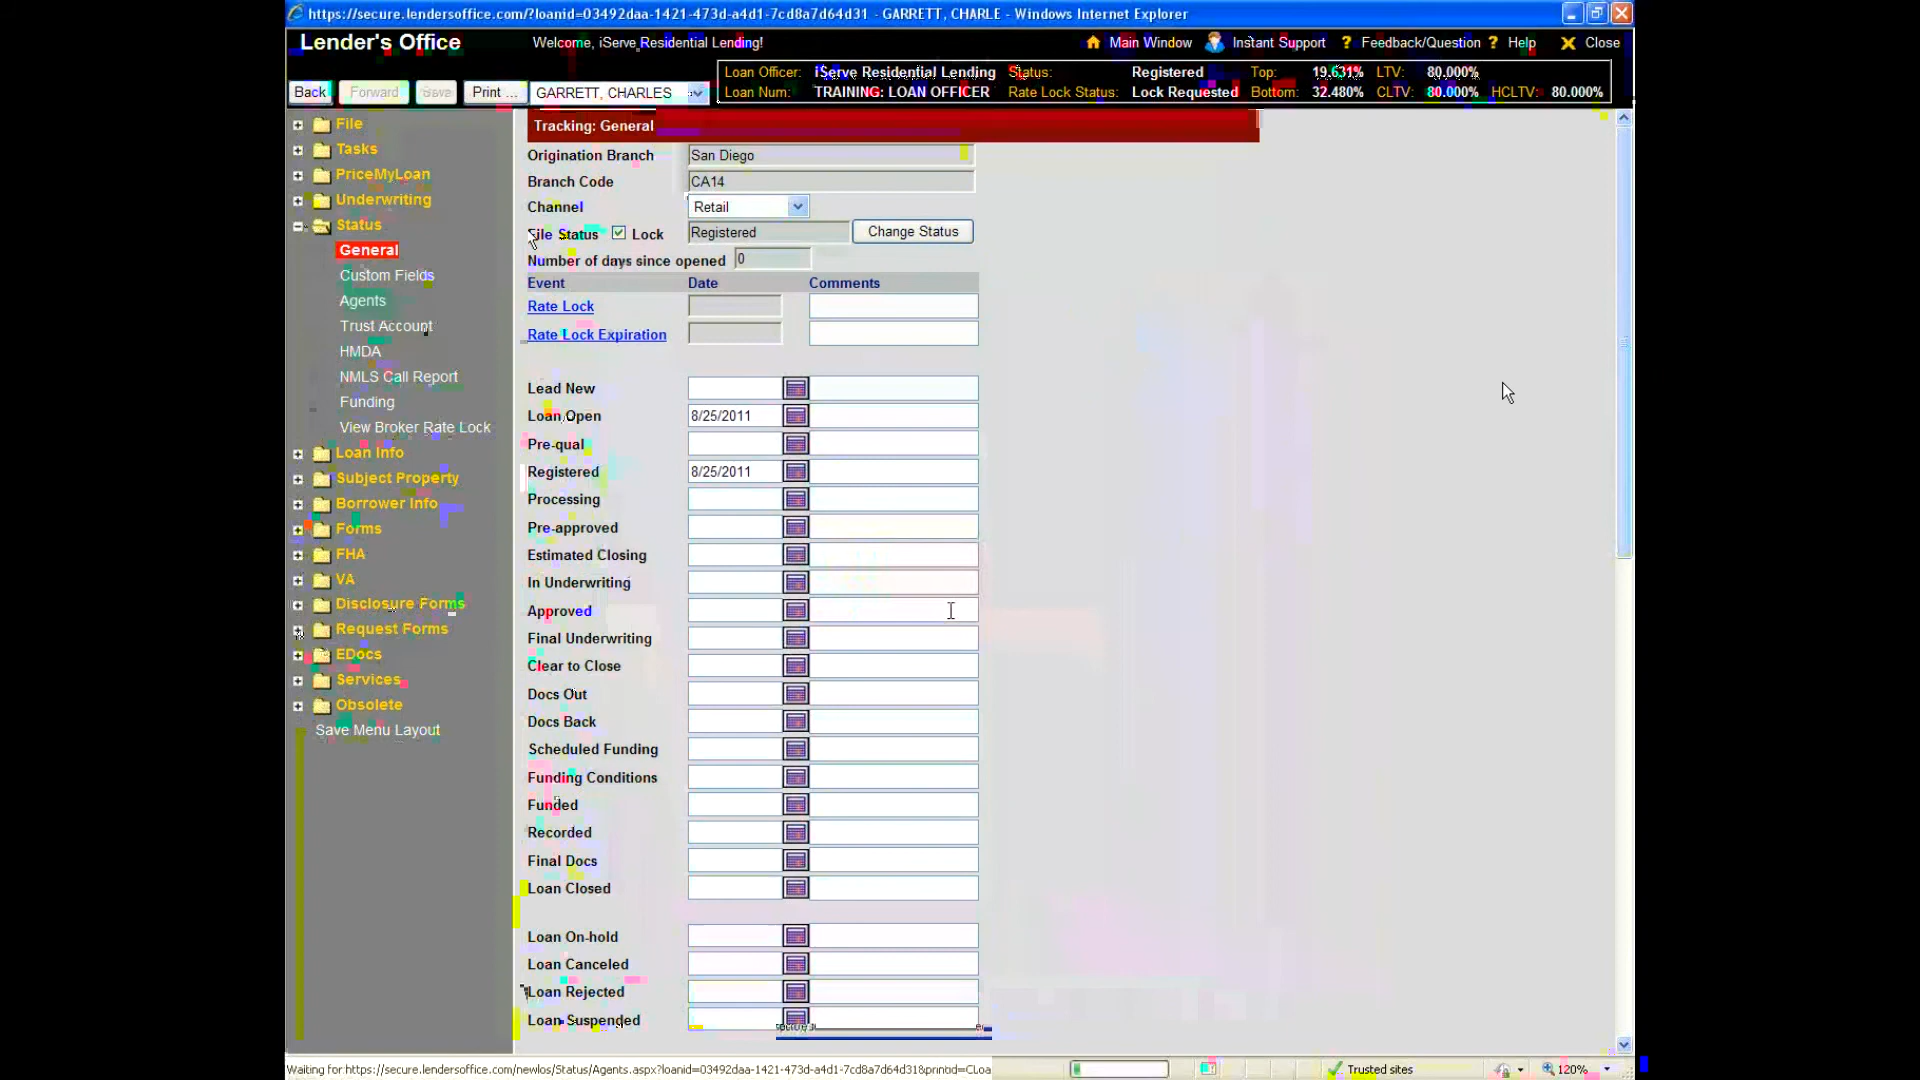 https://secure.lendersoffice.com/?loanid=03492daa-1421-473d-a4d1-7cd8a7d64d31 - GARRETT, CHARLE - Windows Internet Explorer
Lender's Office Welcome, iServe Residential Lending! Main Window Instant Support ? Feedback/Question ? Help Close
Loan Officer: iServe Residential Lending Status: Registered Top: 19.631% LTV: 80.000%
Back Forward Save Print ... GARRETT, CHARLES Loan Num: TRAINING: LOAN OFFICER Rate Lock Status: Lock Requested Bottom: 32.480% CLTV: 80.000% HCLTV: 80.000%
File
Tasks
PriceMyLoan
Underwriting
Status
General
Custom Fields
Agents
Trust Account
HMDA
NMLS Call Report
Funding
View Broker Rate Lock
Loan Info
Subject Property
Borrower Info
Forms
FHA
VA
Disclosure Forms
Request Forms
EDocs
Services
Obsolete
Save Menu Layout
Tracking: General
Origination Branch San Diego
Branch Code CA14
Channel Retail
File Status Lock Registered Change Status
Number of days since opened 0
Event Date Comments
Rate Lock
Rate Lock Expiration
Lead New
Loan Open 8/25/2011
Pre-qual
Registered 8/25/2011
Processing
Pre-approved
Estimated Closing
In Underwriting
Approved
Final Underwriting
Clear to Close
Docs Out
Docs Back
Scheduled Funding
Funding Conditions
Funded
Recorded
Final Docs
Loan Closed
Loan On-hold
Loan Canceled
Loan Rejected
Loan Suspended
Waiting for https://secure.lendersoffice.com/newlos/Status/Agents.aspx?loanid=03492daa-1421-473d-a4d1-7cd8a7d64d31&printid=CLoa Trusted sites 120%